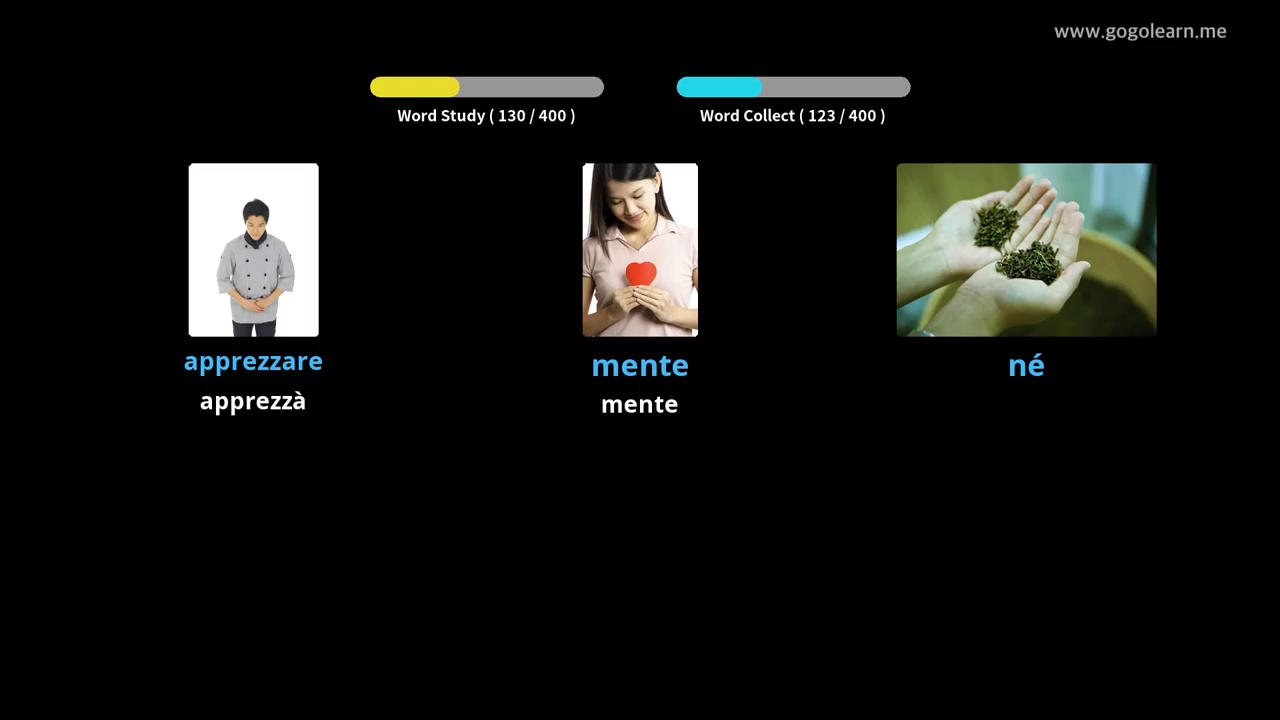 www.gogolearn.me
Word Study ( 130 / 400 )
Word Collect ( 123 / 400 )
apprezzare
apprezzà
mente
mente
né